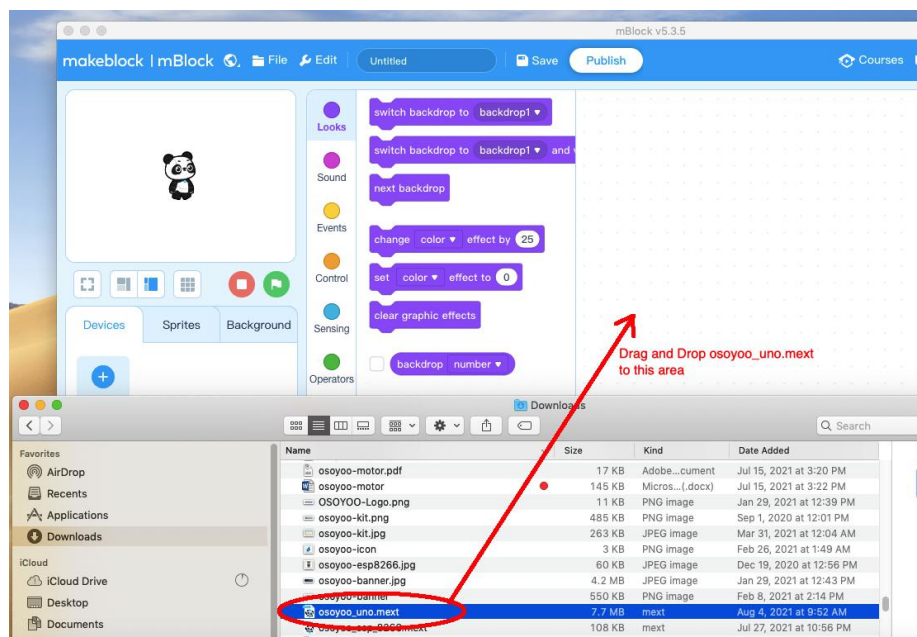 mBlock v5.3.5
makeblock | mBlock File Edit Untitled Save Publish Courses
switch backdrop to backdrop1
Looks
switch backdrop to backdrop1 and
Sound
next backdrop
Events
change color effect by 25
Control
set color effect to 0
Devices Sprites Background
Sensing
clear graphic effects
Drag and Drop osoyoo_uno.mext
to this area
backdrop number
Operators
Downloads
Search
Favorites
Name Size Kind Date Added
AirDrop
osoyoo-motor.pdf 17 KB Adobe...cument Jul 15, 2021 at 3:20 PM
Recents
osoyoo-motor 145 KB Micros...(.docx) Jul 15, 2021 at 3:22 PM
OSOYOO-Logo.png 11 KB PNG image Jan 29, 2021 at 12:39 PM
Applications
osoyoo-kit.png 485 KB PNG image Sep 1, 2020 at 12:01 PM
Downloads
osoyoo-kit.jpg 263 KB JPEG image Mar 31, 2021 at 12:04 AM
osoyoo-icon 3 KB PNG image Feb 26, 2021 at 1:49 AM
iCloud
osoyoo-esp8266.jpg 60 KB JPEG image Dec 19, 2020 at 12:56 PM
iCloud Drive
osoyoo-banner.jpg 4.2 MB JPEG image Jan 29, 2021 at 12:43 PM
Desktop
osoyoo-banner 550 KB PNG image Feb 8, 2021 at 2:14 PM
osoyoo_uno.mext 7.7 MB mext Aug 4, 2021 at 9:52 AM
Documents
osoyoo_esp_8266.mext 108 KB mext Jul 27, 2021 at 10:56 PM